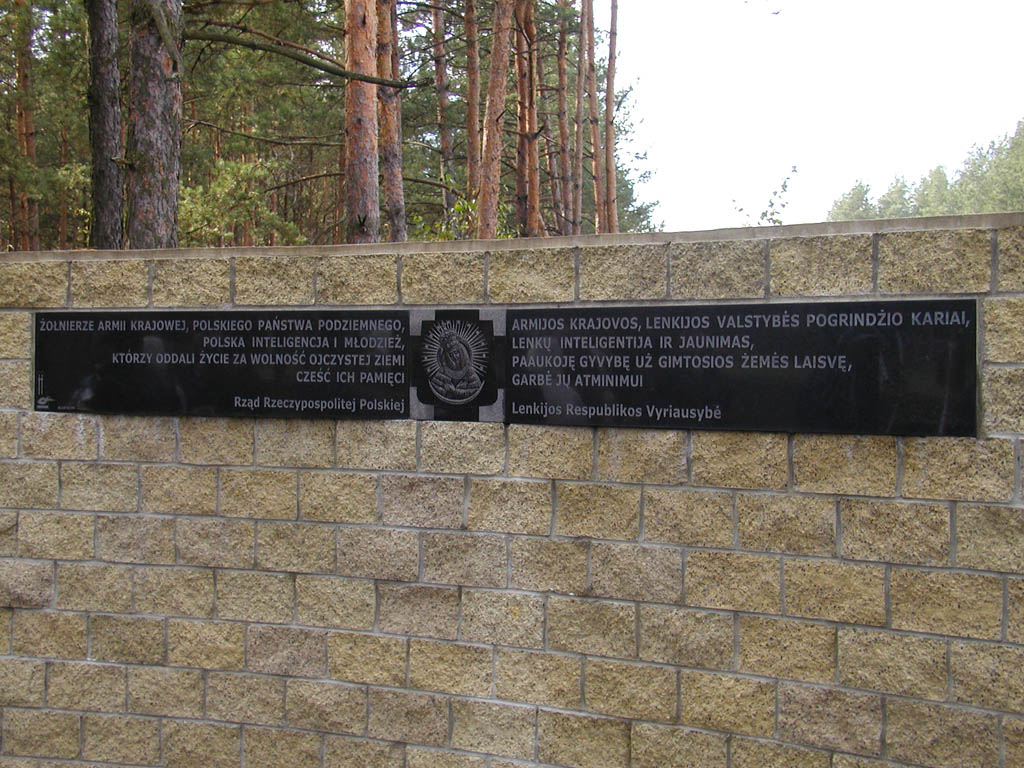 ŻOŁNIERZE ARMII KRAJOWEJ, POLSKIEGO PAŃSTWA PODZIEMNEGO,
POLSKA INTELIGENCJA I MŁODZIEŻ,
KTÓRZY ODDALI ŻYCIE ZA WOLNOŚĆ OJCZYSTEJ ZIEMI
CZEŚĆ ICH PAMIĘCI
Rząd Rzeczypospolitej Polskiej
ARMIJOS KRAJOVOS, LENKIJOS VALSTYBĖS POGRINDŽIO KARIAI,
LENKŲ INTELIGENTIJA IR JAUNIMAS,
PAAUKOJĘ GYVYBĘ UŽ GIMTOSIOS ŽEMĖS LAISVĘ,
GARBĖ JŲ ATMINIMUI
Lenkijos Respublikos Vyriausybė